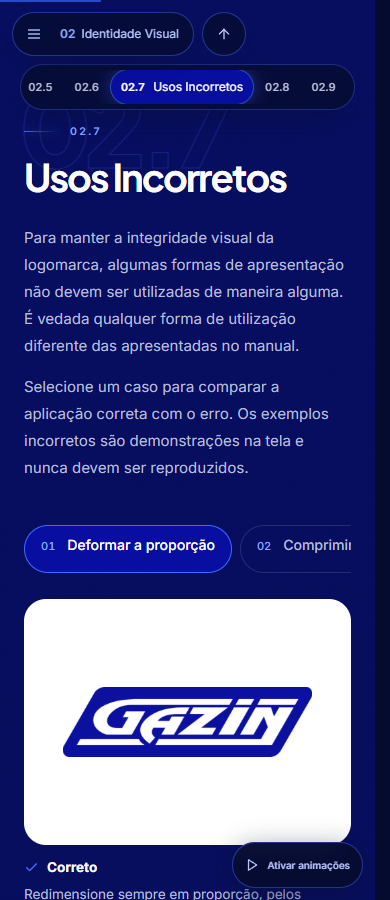 02 Identidade Visual
02.5 02.6 02.7 Usos Incorretos 02.8 02.9
02.7
02.7
Usos Incorretos
Para manter a integridade visual da
logomarca, algumas formas de apresentação
não devem ser utilizadas de maneira alguma.
É vedada qualquer forma de utilização
diferente das apresentadas no manual.
Selecione um caso para comparar a
aplicação correta com o erro. Os exemplos
incorretos são demonstrações na tela e
nunca devem ser reproduzidos.
01 Deformar a proporção 02 Comprimir
GAZIN
Correto
Ativar animações
Redimensione sempre em proporção, pelos